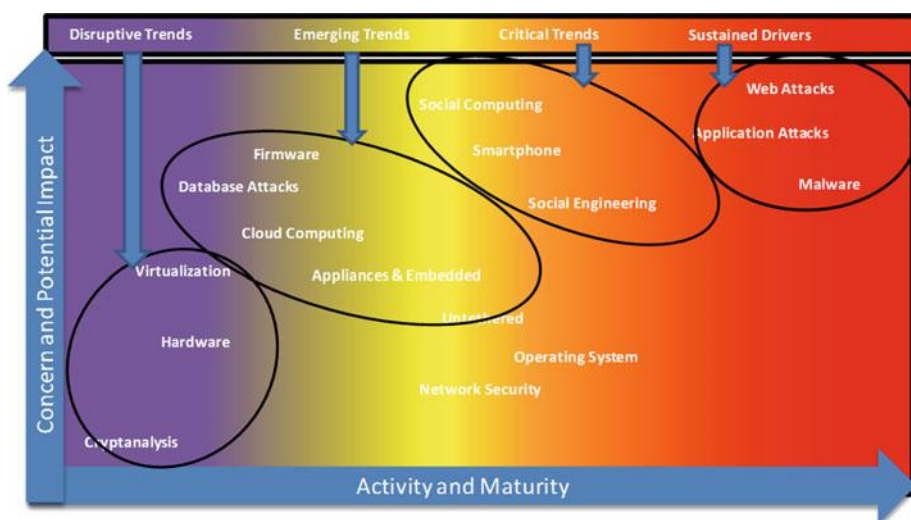 Disruptive Trends
Emerging Trends
Critical Trends
Sustained Drivers
Web Attacks
Social Computing
Application Attacks
Firmware
Smartphone
Database Attacks
Malware
Social Engineering
Cloud Computing
Virtualization
Appliances & Embedded
Untethered
Hardware
Operating System
Network Security
Cryptanalysis
Concern and Potential Impact
Activity and Maturity